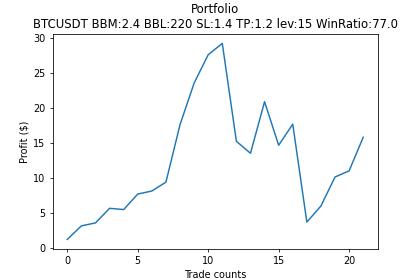 Portfolio
BTCUSDT BBM:2.4 BBL:220 SL:1.4 TP:1.2 lev:15 WinRatio:77.0
30
25
20
15
10
5
0
Profit ($)
0 5 10 15 20
Trade counts